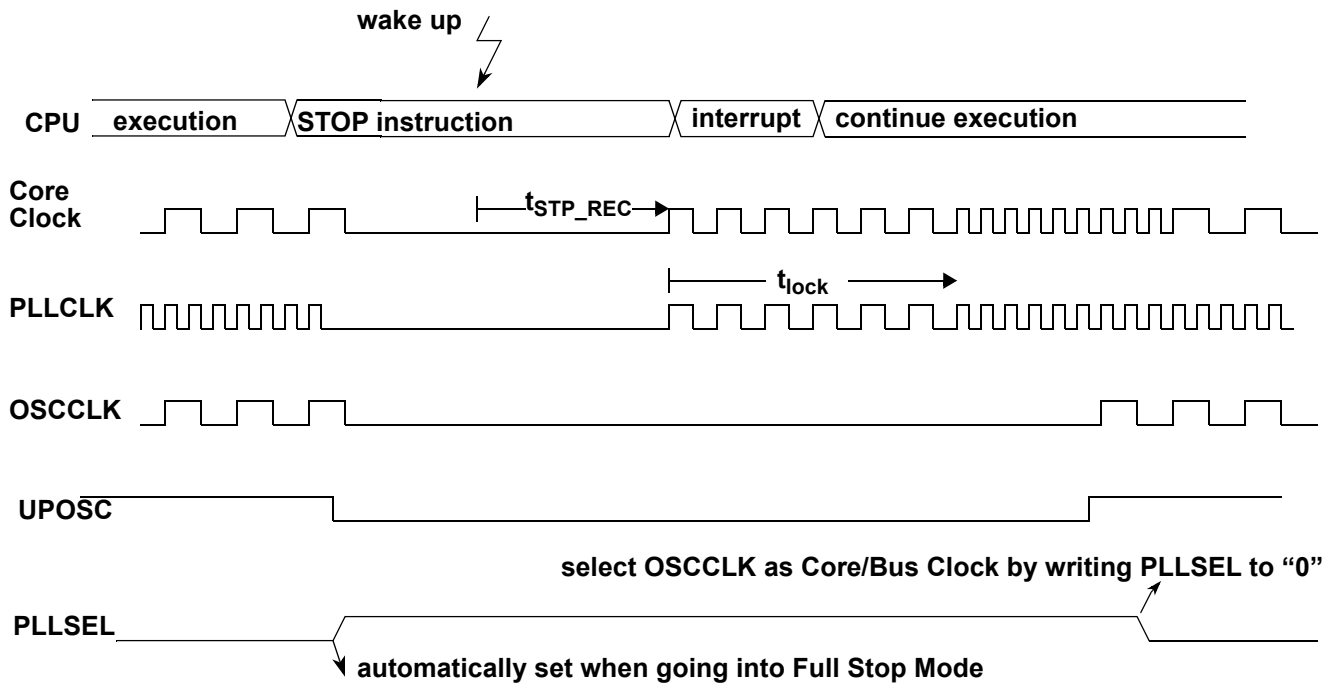 wake up
CPU execution STOP instruction interrupt continue execution
Core
Clock
tSTP_REC
tlock
PLLCLK
OSCCLK
UPOSC
select OSCCLK as Core/Bus Clock by writing PLLSEL to “0”
PLLSEL
automatically set when going into Full Stop Mode